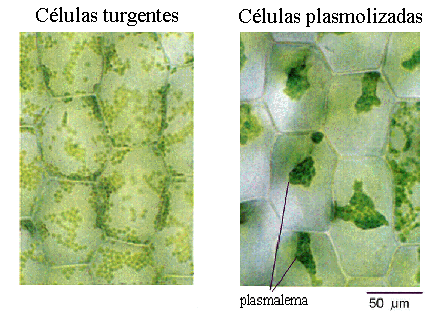 Células turgentes
Células plasmolizadas
plasmalema
50 µm